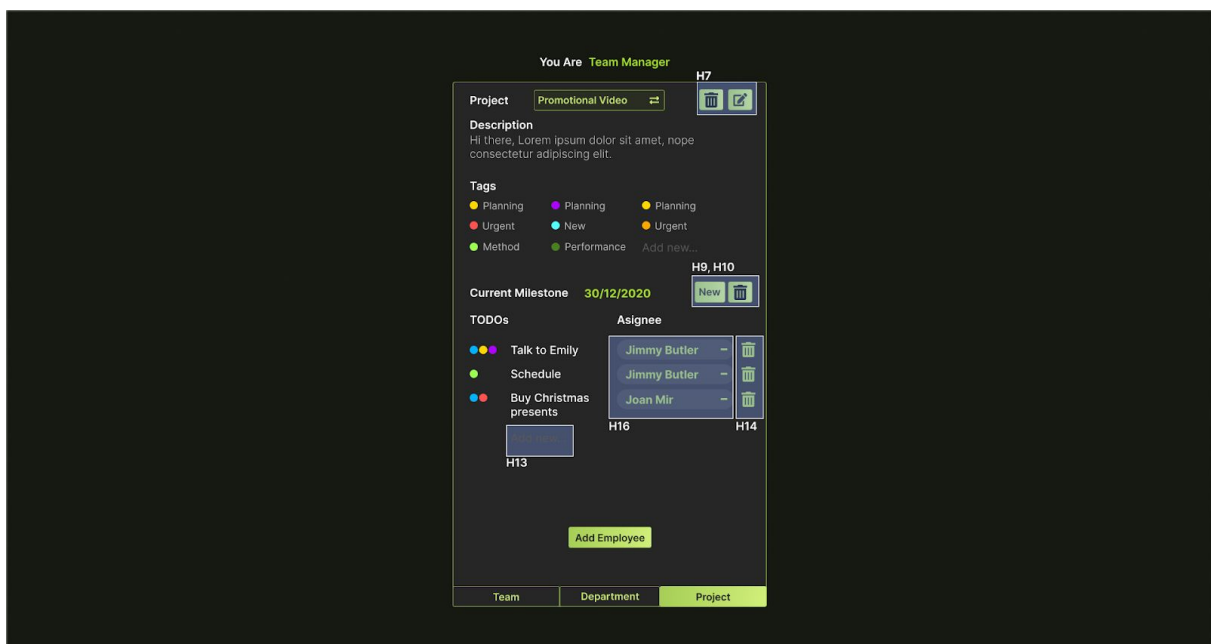 You Are Team Manager
H7
Project Promotional Video
Description
Hi there, Lorem ipsum dolor sit amet, nope
consectetur adipiscing elit.
Tags
Planning Planning Planning
Urgent New Urgent
Method Performance Add new...
H9, H10
Current Milestone 30/12/2020 New
TODOs Asignee
Talk to Emily Jimmy Butler
Schedule Jimmy Butler
Buy Christmas Joan Mir
presents
H16 H14
Add new...
H13
Add Employee
Team Department Project